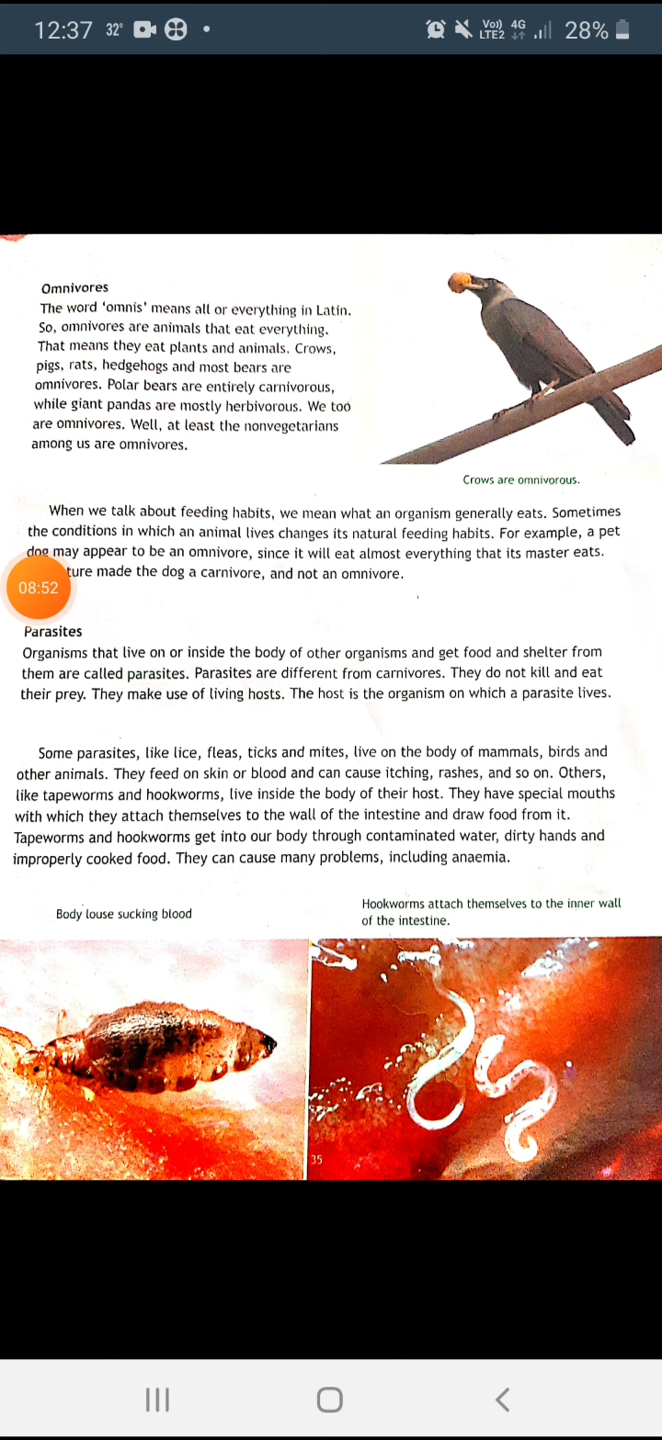 12:37 32°
Vo)) 4G
LTE2
28%
Omnivores
The word ‘omnis’ means all or everything in Latin.
So, omnivores are animals that eat everything.
That means they eat plants and animals. Crows,
pigs, rats, hedgehogs and most bears are
omnivores. Polar bears are entirely carnivorous,
while giant pandas are mostly herbivorous. We too
are omnivores. Well, at least the nonvegetarians
among us are omnivores.
Crows are omnivorous.
When we talk about feeding habits, we mean what an organism generally eats. Sometimes
the conditions in which an animal lives changes its natural feeding habits. For example, a pet
dog may appear to be an omnivore, since it will eat almost everything that its master eats.
ture made the dog a carnivore, and not an omnivore.
08:52
Parasites
Organisms that live on or inside the body of other organisms and get food and shelter from
them are called parasites. Parasites are different from carnivores. They do not kill and eat
their prey. They make use of living hosts. The host is the organism on which a parasite lives.
Some parasites, like lice, fleas, ticks and mites, live on the body of mammals, birds and
other animals. They feed on skin or blood and can cause itching, rashes, and so on. Others,
like tapeworms and hookworms, live inside the body of their host. They have special mouths
with which they attach themselves to the wall of the intestine and draw food from it.
Tapeworms and hookworms get into our body through contaminated water, dirty hands and
improperly cooked food. They can cause many problems, including anaemia.
Body louse sucking blood
Hookworms attach themselves to the inner wall
of the intestine.
35